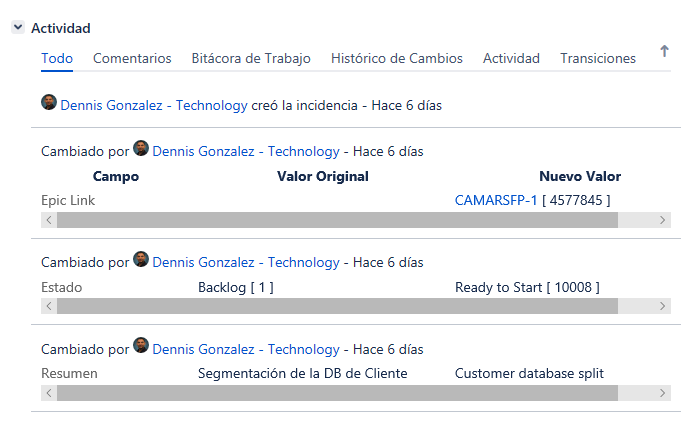 Actividad
Todo Comentarios Bitácora de Trabajo Histórico de Cambios Actividad Transiciones
Dennis Gonzalez - Technology creó la incidencia - Hace 6 días
Cambiado por Dennis Gonzalez - Technology - Hace 6 días
Campo Valor Original Nuevo Valor
Epic Link CAMARSFP-1 [ 4577845 ]
Cambiado por Dennis Gonzalez - Technology - Hace 6 días
Estado Backlog [ 1 ] Ready to Start [ 10008 ]
Cambiado por Dennis Gonzalez - Technology - Hace 6 días
Resumen Segmentación de la DB de Cliente Customer database split